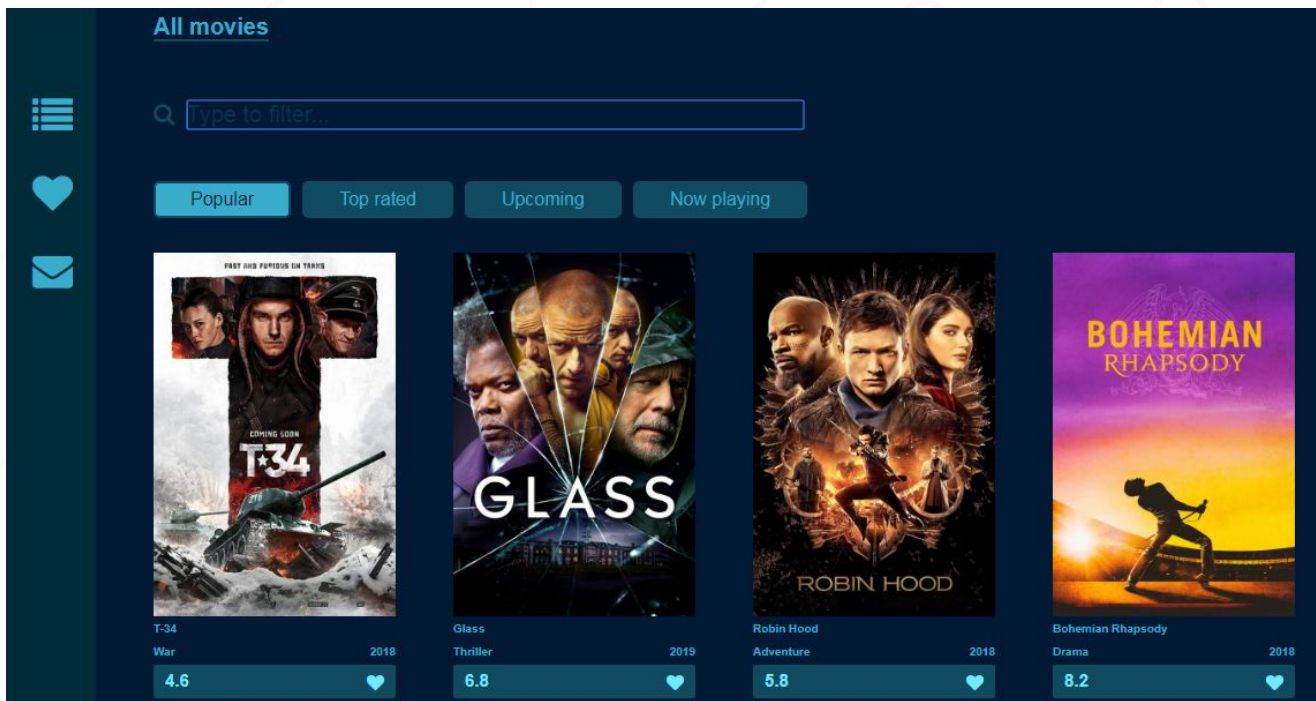 All movies
Type to filter...
Popular Top rated Upcoming Now playing
FAST AND FURIOUS ON TANKS
COMING SOON
T★34
GLASS
ROBIN HOOD
BOHEMIAN
RHAPSODY
T-34 Glass Robin Hood Bohemian Rhapsody
War 2018 Thriller 2019 Adventure 2018 Drama 2018
4.6 6.8 5.8 8.2